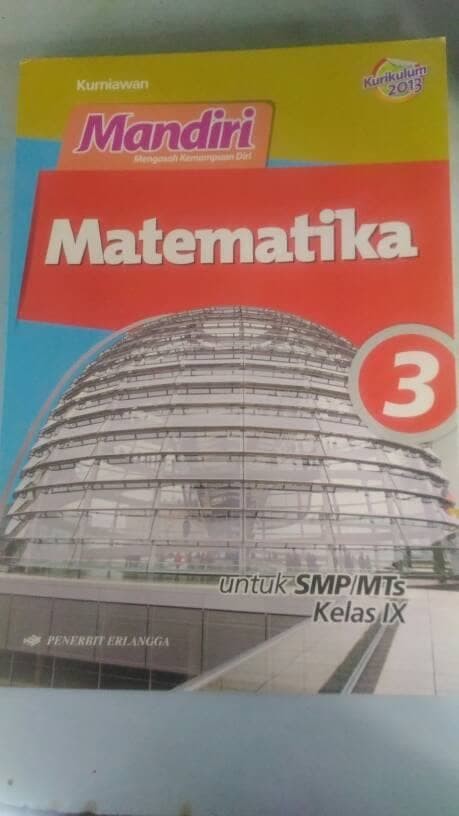 Kurniawan
Kurikulum
2013
Mandiri
Mengasah Kemampuan Diri
Matematika
3
untuk SMP/MTs
Kelas IX
PENERBIT ERLANGGA